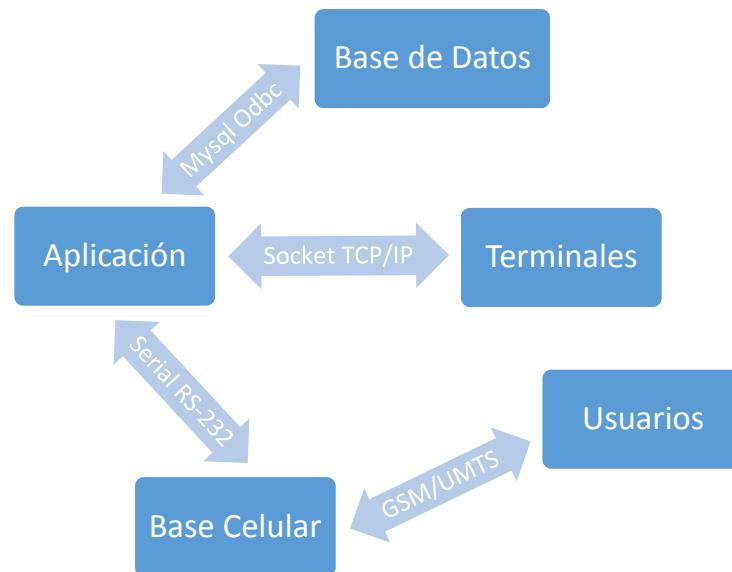 Base de Datos
Mysql Odbc
Aplicación
Socket TCP/IP
Terminales
Serial RS-232
Usuarios
GSM/UMTS
Base Celular